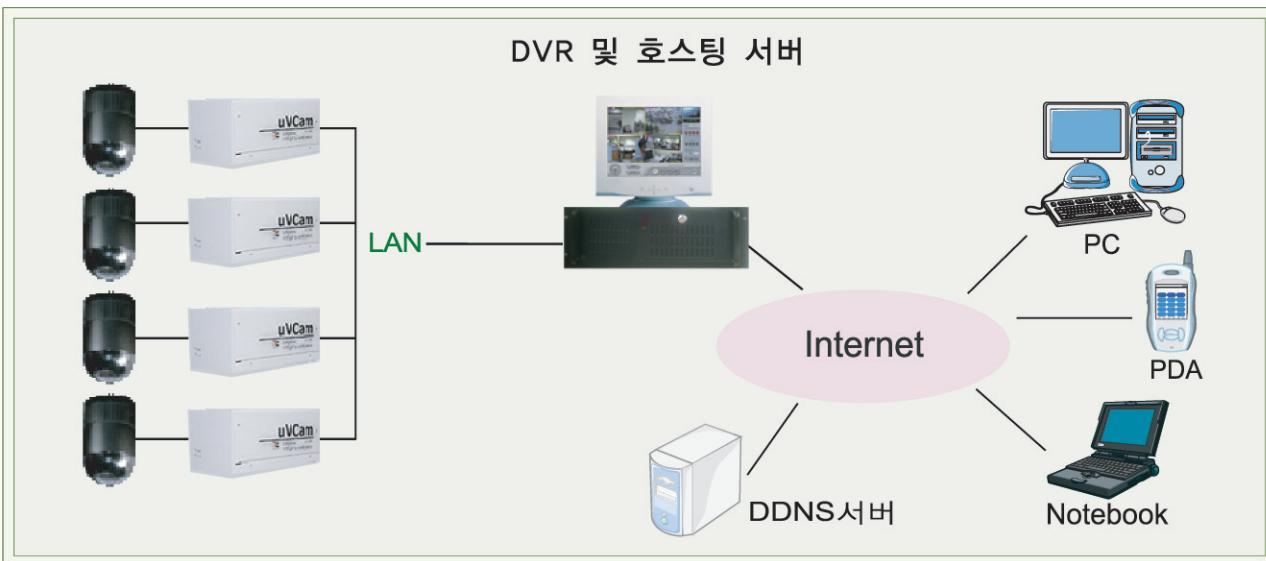 DVR 및 호스팅 서버
uVCam
uVCam
uVCam
uVCam
LAN
Internet
PC
PDA
Notebook
DDNS서버